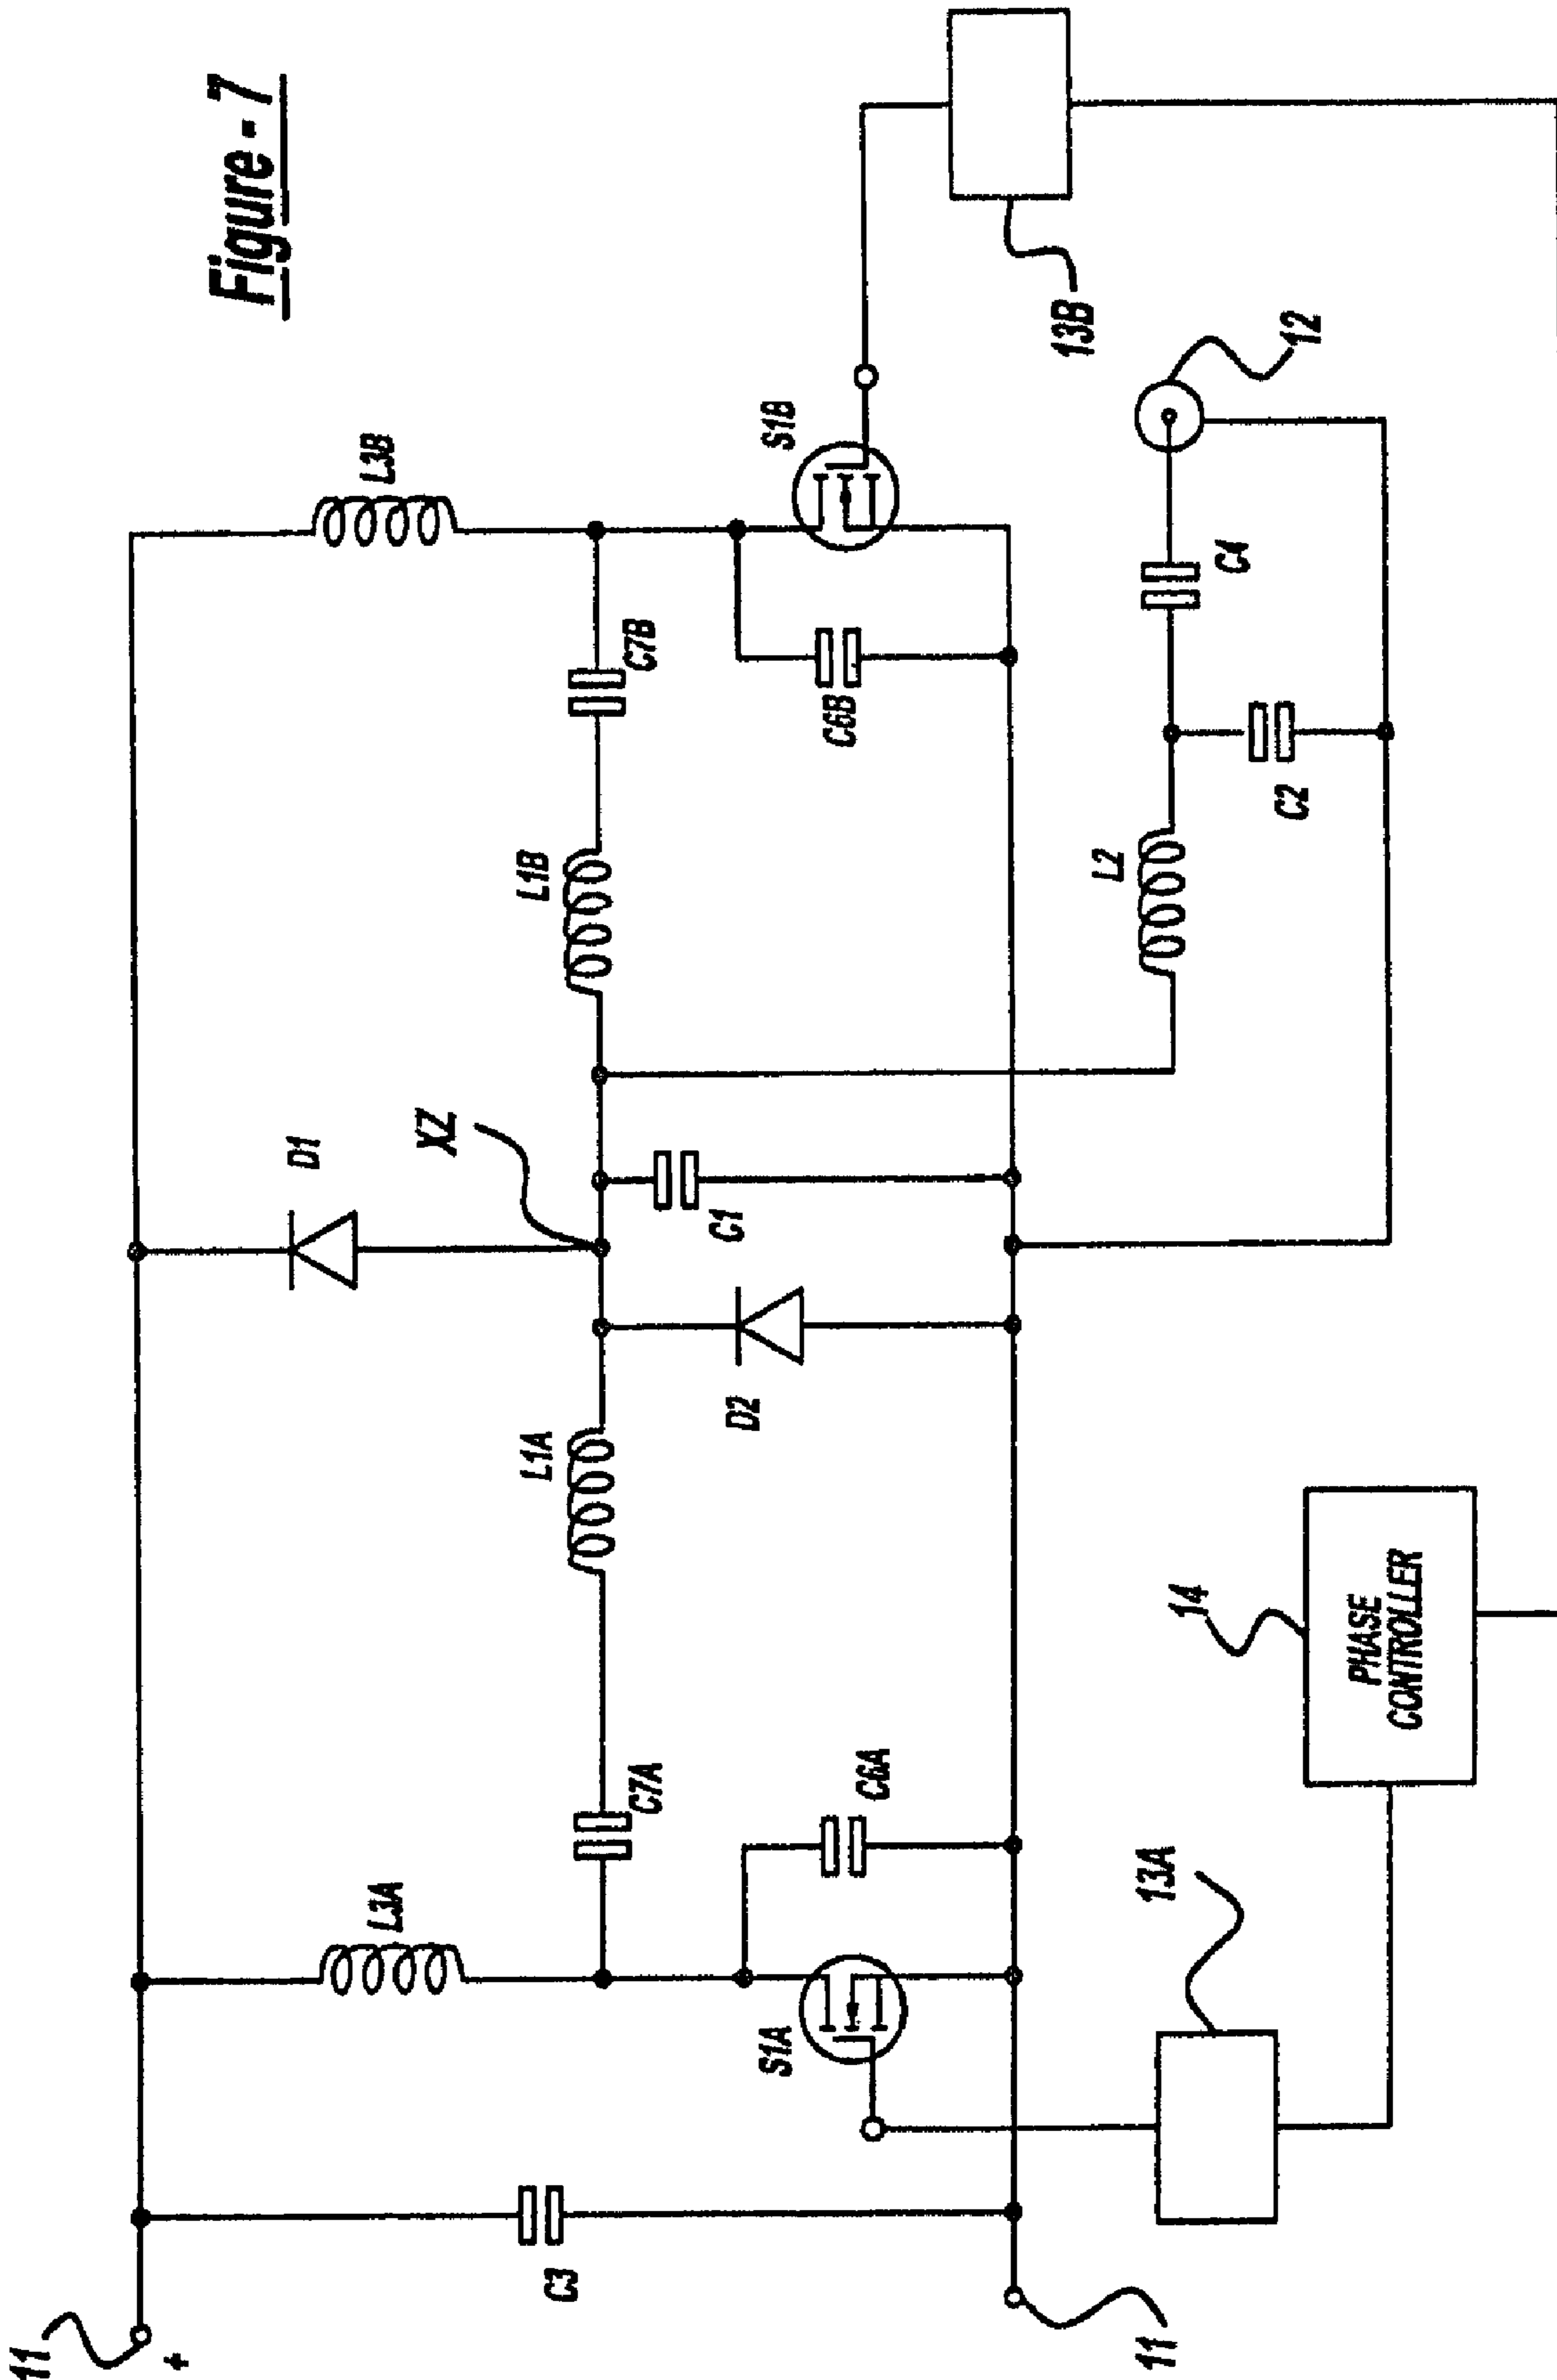 Figure - 7
11
+
L3A
D1
L3B
C3
C7A
L1A
XZ
L1B
C7B
S1A
C6A
D2
C1
C6B
S1B
13A
14
PHASE
CONTROLLER
L2
C2
C4
12
13B
11